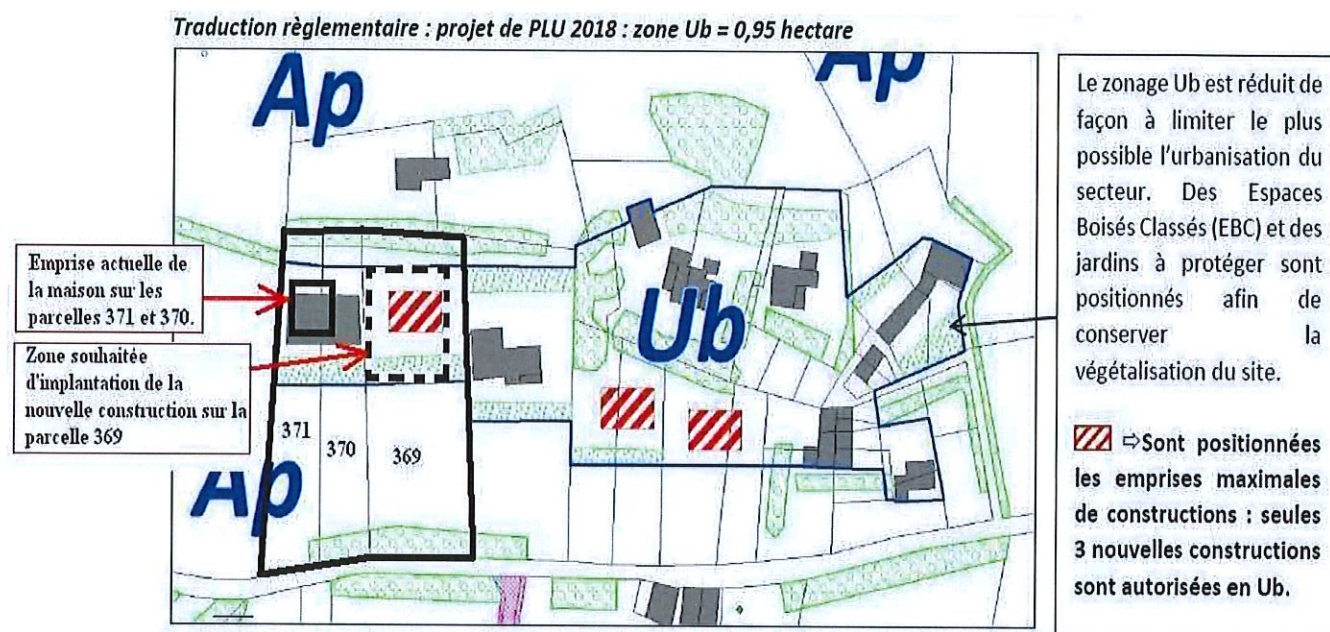 Traduction règlementaire : projet de PLU 2018 : zone Ub = 0,95 hectare
Ap
Ap
Emprise actuelle de
la maison sur les
parcelles 371 et 370.
Zone souhaitée
d'implantation de la
nouvelle construction sur la
parcelle 369
371
370
369
Ap
Ub
Le zonage Ub est réduit de
façon à limiter le plus
possible l'urbanisation du
secteur. Des Espaces
Boisés Classés (EBC) et des
jardins à protéger sont
positionnés afin de
conserver la
végétalisation du site.
⇨Sont positionnées
les emprises maximales
de constructions : seules
3 nouvelles constructions
sont autorisées en Ub.